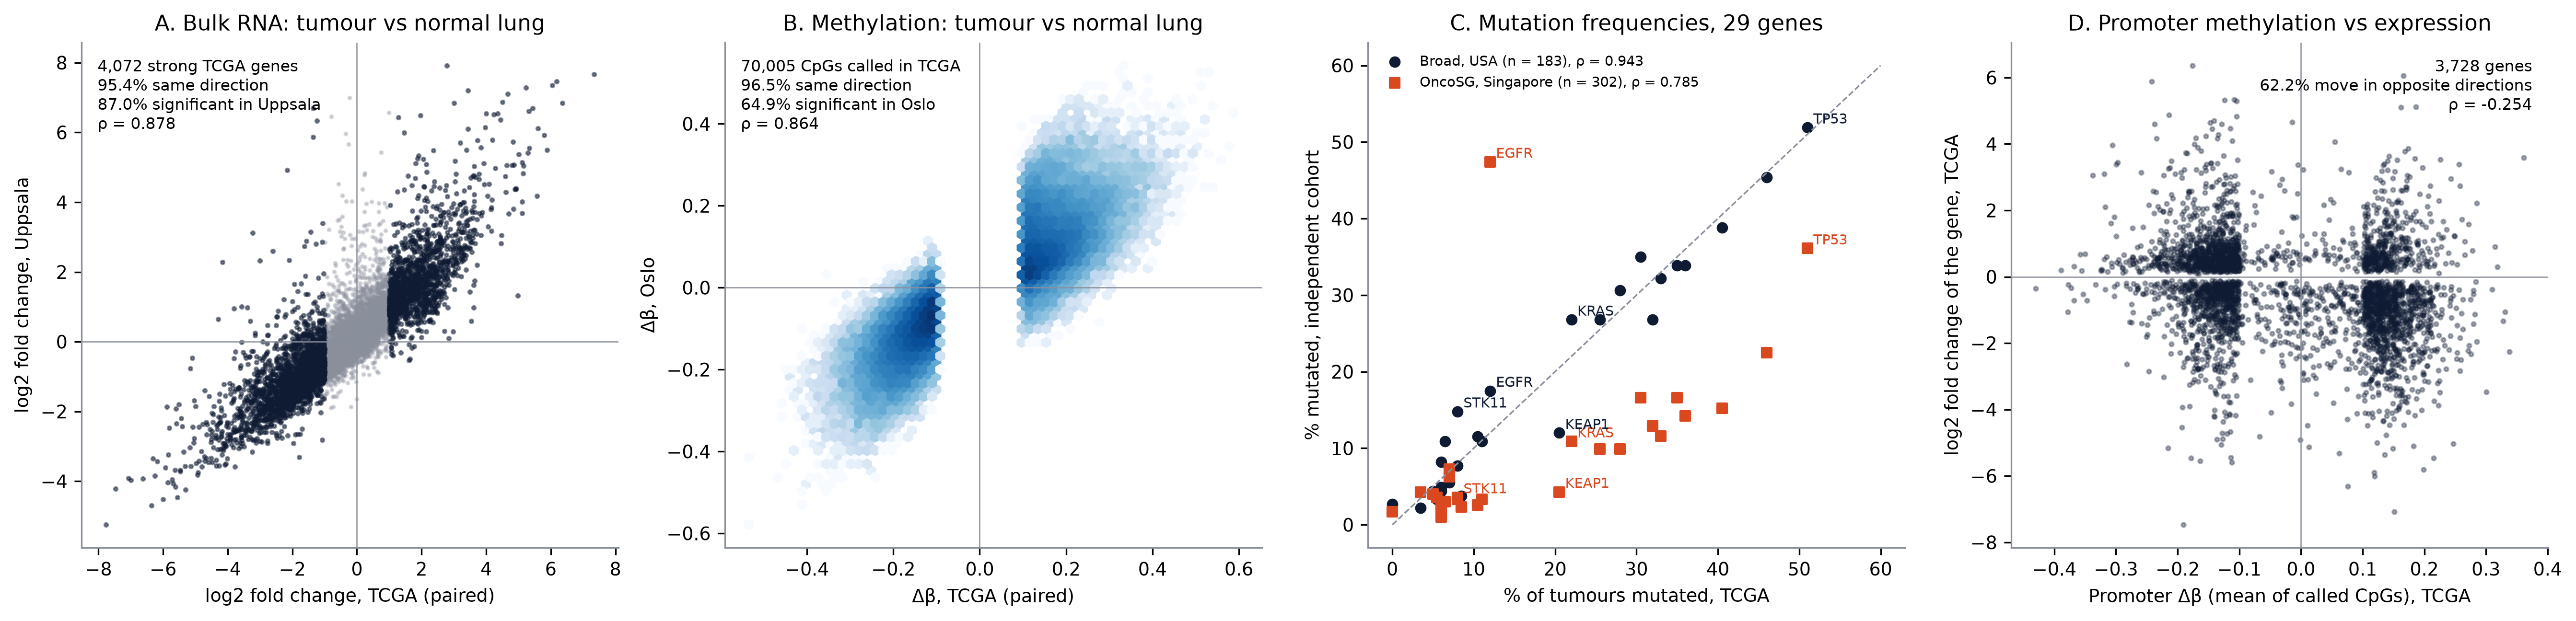 A. Bulk RNA: tumour vs normal lung
4,072 strong TCGA genes
95.4% same direction
87.0% significant in Uppsala
ρ = 0.878
log2 fold change, Uppsala
8
6
4
2
0
−2
−4
−8
−6
−4
−2
0
2
4
6
8
log2 fold change, TCGA (paired)
B. Methylation: tumour vs normal lung
70,005 CpGs called in TCGA
96.5% same direction
64.9% significant in Oslo
ρ = 0.864
Δβ, Oslo
0.4
0.2
0.0
−0.2
−0.4
−0.6
−0.4
−0.2
0.0
0.2
0.4
0.6
Δβ, TCGA (paired)
C. Mutation frequencies, 29 genes
Broad, USA (n = 183), ρ = 0.943
OncoSG, Singapore (n = 302), ρ = 0.785
% mutated, independent cohort
60
50
40
30
20
10
0
TP53
EGFR
TP53
KRAS
EGFR
STK11
KEAP1
KRAS
STK11
KEAP1
0
10
20
30
40
50
60
% of tumours mutated, TCGA
D. Promoter methylation vs expression
3,728 genes
62.2% move in opposite directions
ρ = -0.254
log2 fold change of the gene, TCGA
6
4
2
0
−2
−4
−6
−8
−0.4
−0.3
−0.2
−0.1
0.0
0.1
0.2
0.3
0.4
Promoter Δβ (mean of called CpGs), TCGA